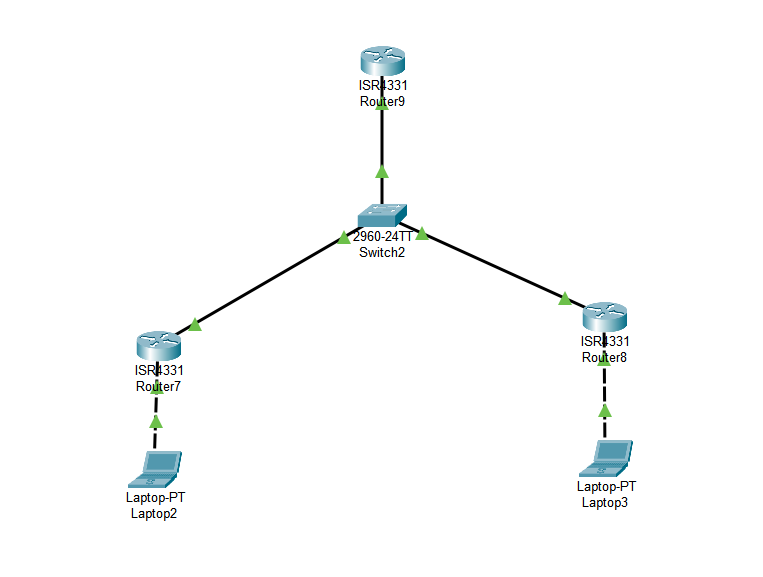 ISR4331
Router9
2960-24TT
Switch2
ISR4331
Router8
ISR4331
Router7
Laptop-PT
Laptop3
Laptop-PT
Laptop2